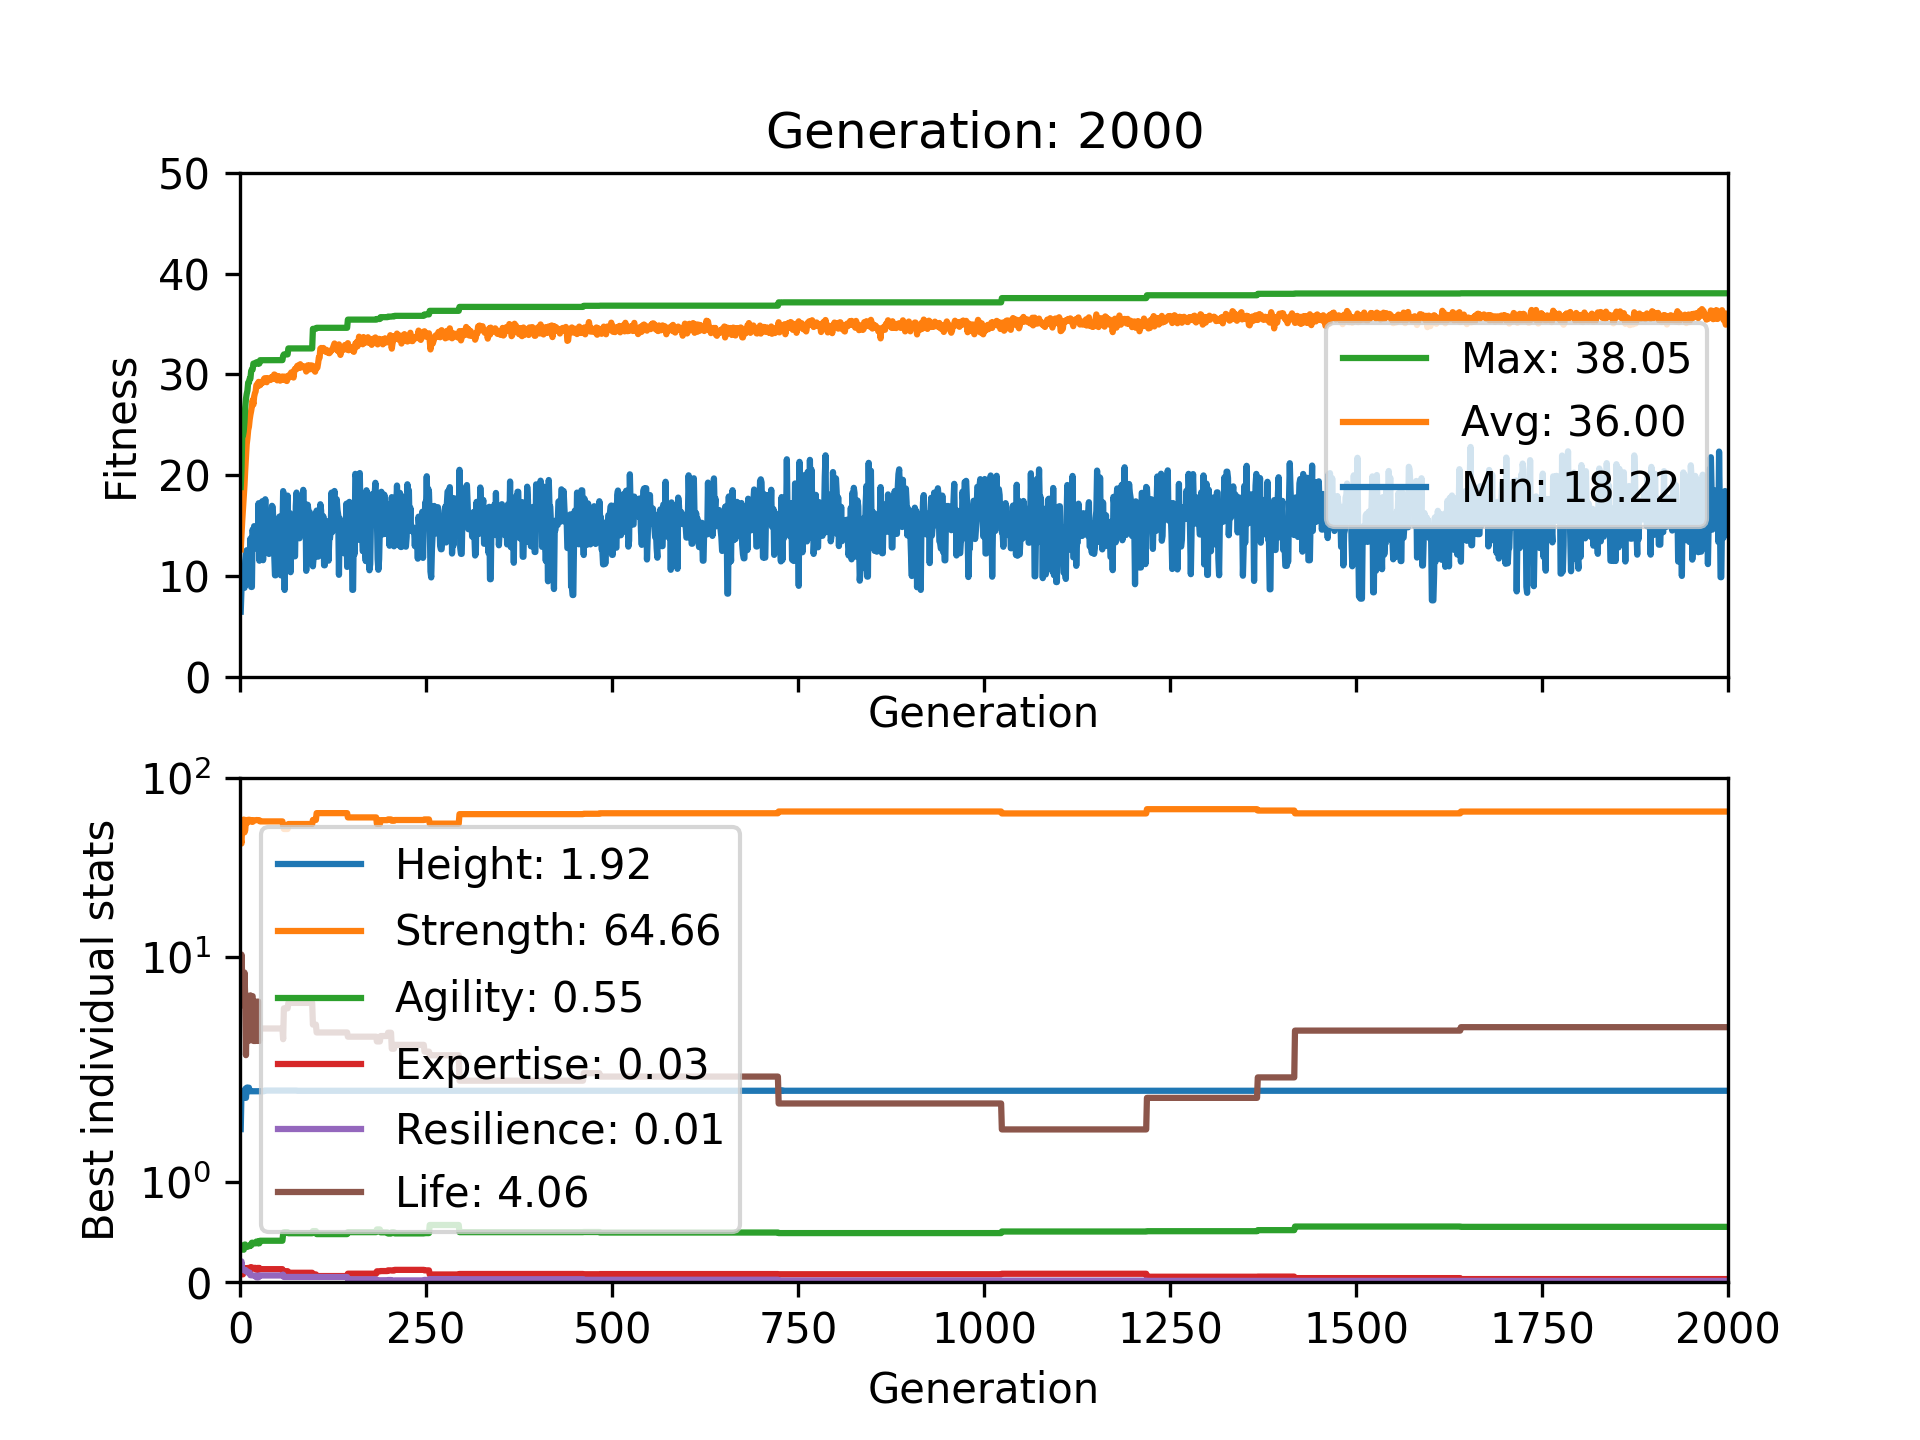 Generation: 2000
50
40
30
20
10
0
Fitness
Max: 38.05
Avg: 36.00
Min: 18.22
Generation
10²
10¹
10⁰
0
Best individual stats
Height: 1.92
Strength: 64.66
Agility: 0.55
Expertise: 0.03
Resilience: 0.01
Life: 4.06
0 250 500 750 1000 1250 1500 1750 2000
Generation